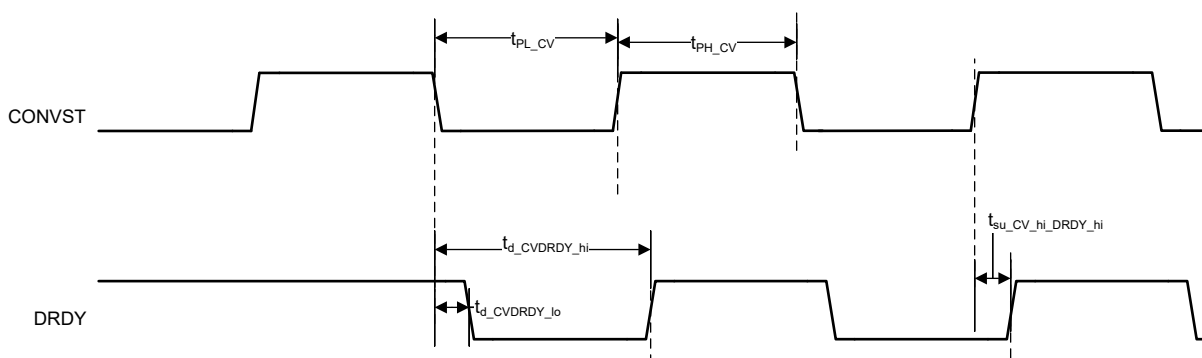 t_PL_CV
t_PH_CV
CONVST
t_su_CV_hi_DRDY_hi
t_d_CVDRDY_hi
t_d_CVDRDY_lo
DRDY